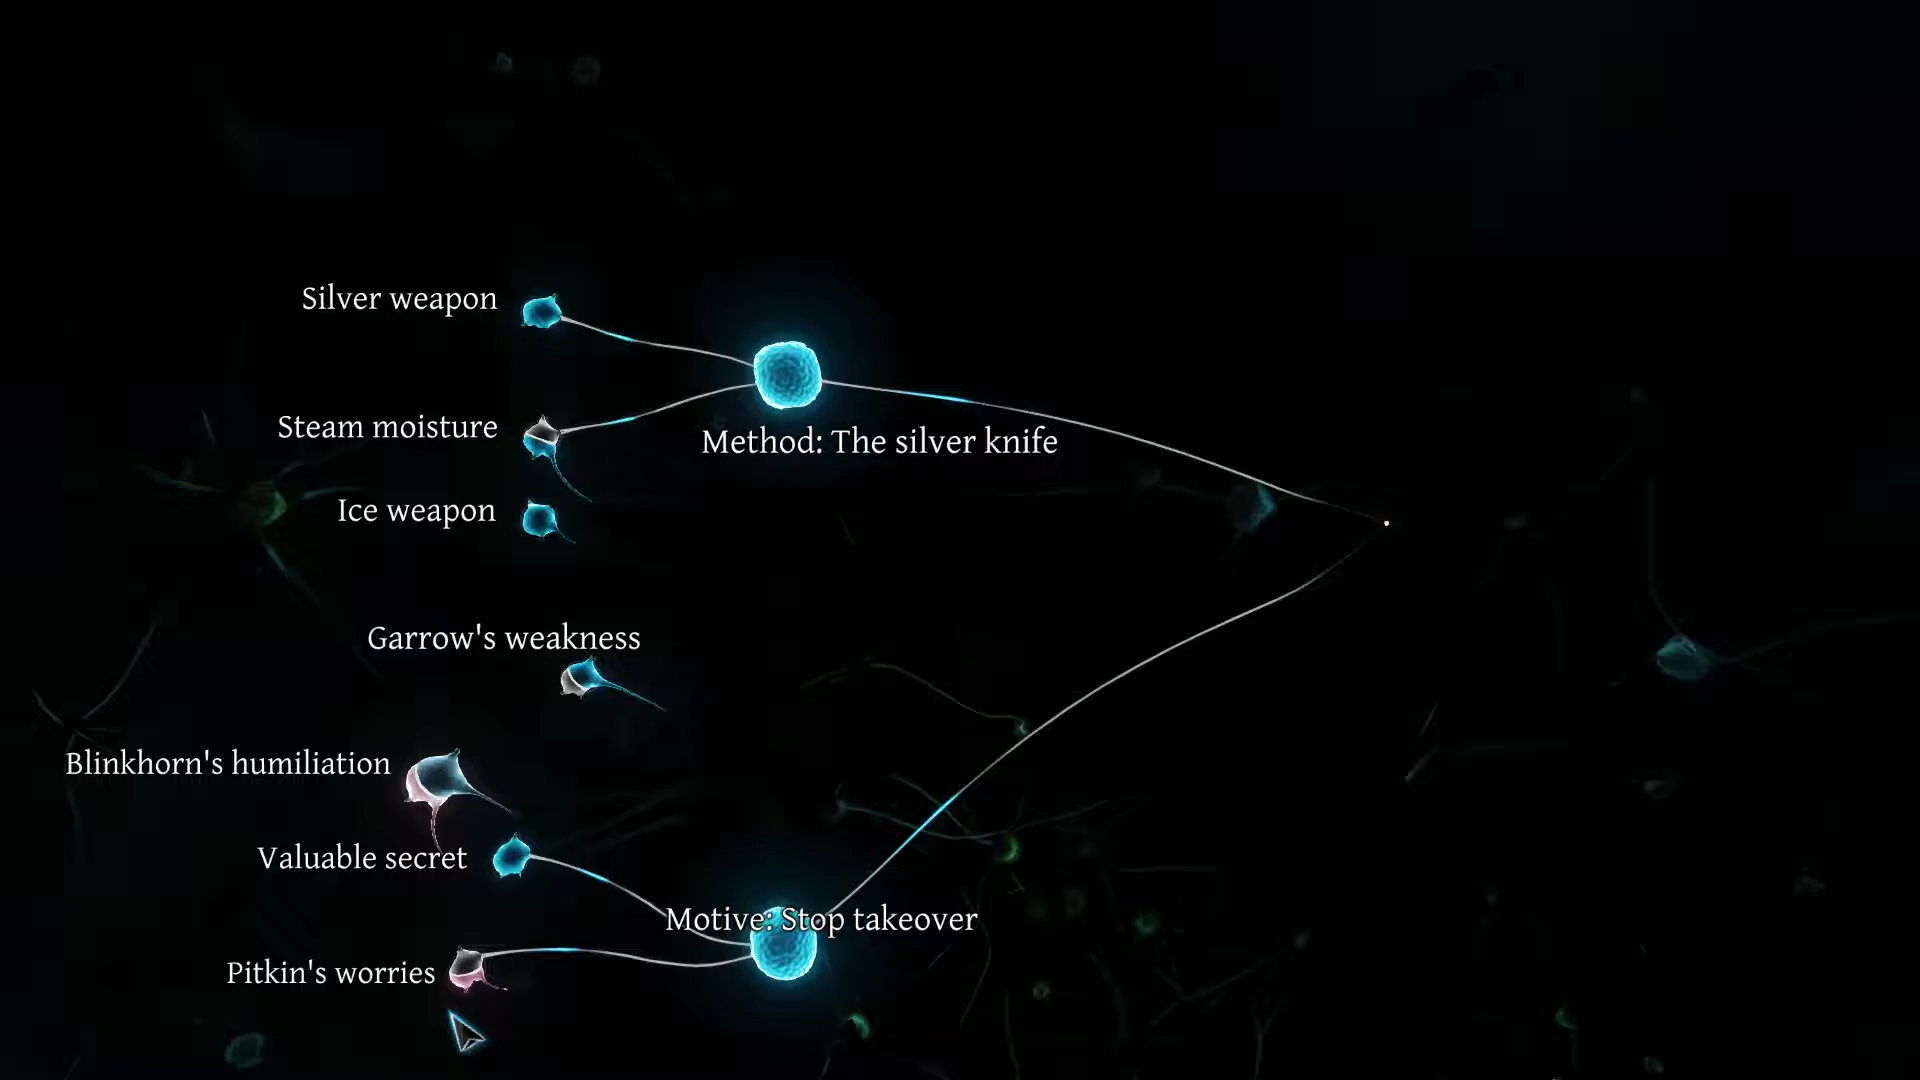 Silver weapon
Steam moisture
Method: The silver knife
Ice weapon
Garrow's weakness
Blinkhorn's humiliation
Valuable secret
Motive: Stop takeover
Pitkin's worries